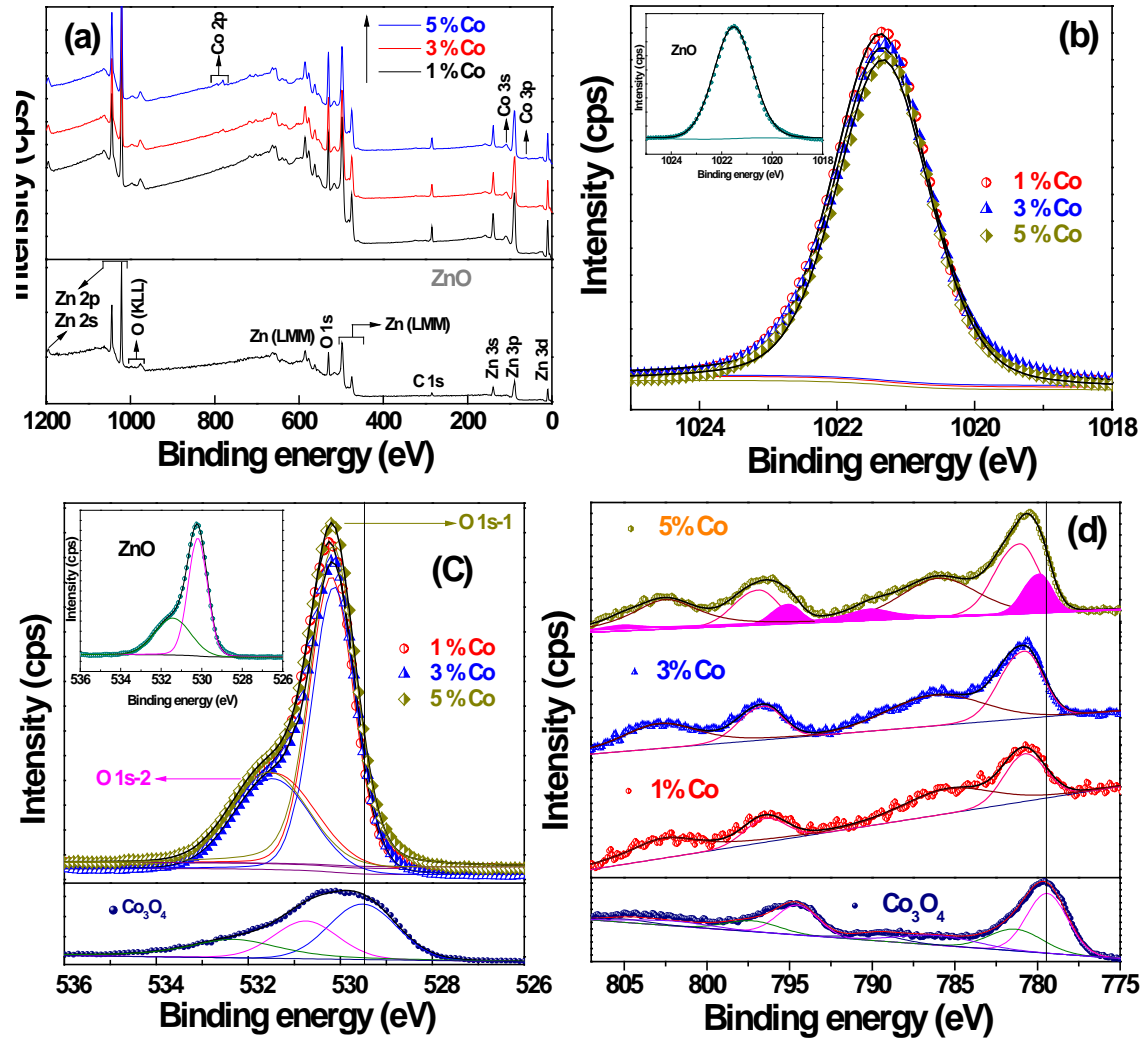 (a)
Co 2p
5 % Co
3 % Co
1 % Co
Co 3s
Co 3p
Intensity (cps)
ZnO
Zn 2p
Zn 2s
O (KLL)
Zn (LMM)
O 1s
Zn (LMM)
C 1s
Zn 3s
Zn 3p
Zn 3d
1200 1000 800 600 400 200 0
Binding energy (eV)
(b)
ZnO
Intensity (cps)
1024 1022 1020 1018
Binding energy (eV)
1 % Co
3 % Co
5 % Co
Intensity (cps)
1024 1022 1020 1018
Binding energy (eV)
(C)
ZnO
Intensity (cps)
536 534 532 530 528 526
Binding energy (eV)
O 1s-1
1 % Co
3 % Co
5 % Co
O 1s-2
Intensity (cps)
Co3O4
536 534 532 530 528 526
Binding energy (eV)
(d)
5% Co
3% Co
1% Co
Intensity (cps)
Co3O4
805 800 795 790 785 780 775
Binding energy (eV)